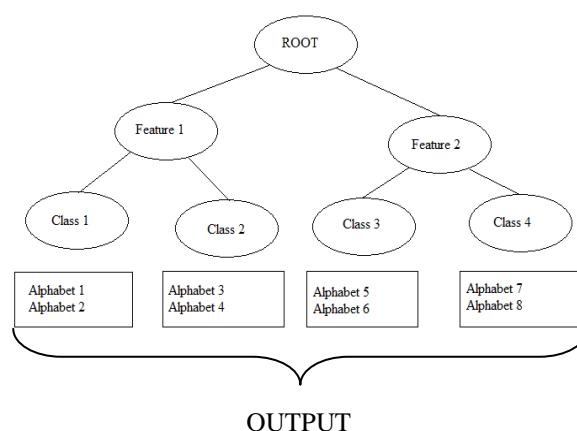 ROOT
Feature 1
Feature 2
Class 1
Class 2
Class 3
Class 4
Alphabet 1
Alphabet 2
Alphabet 3
Alphabet 4
Alphabet 5
Alphabet 6
Alphabet 7
Alphabet 8
OUTPUT